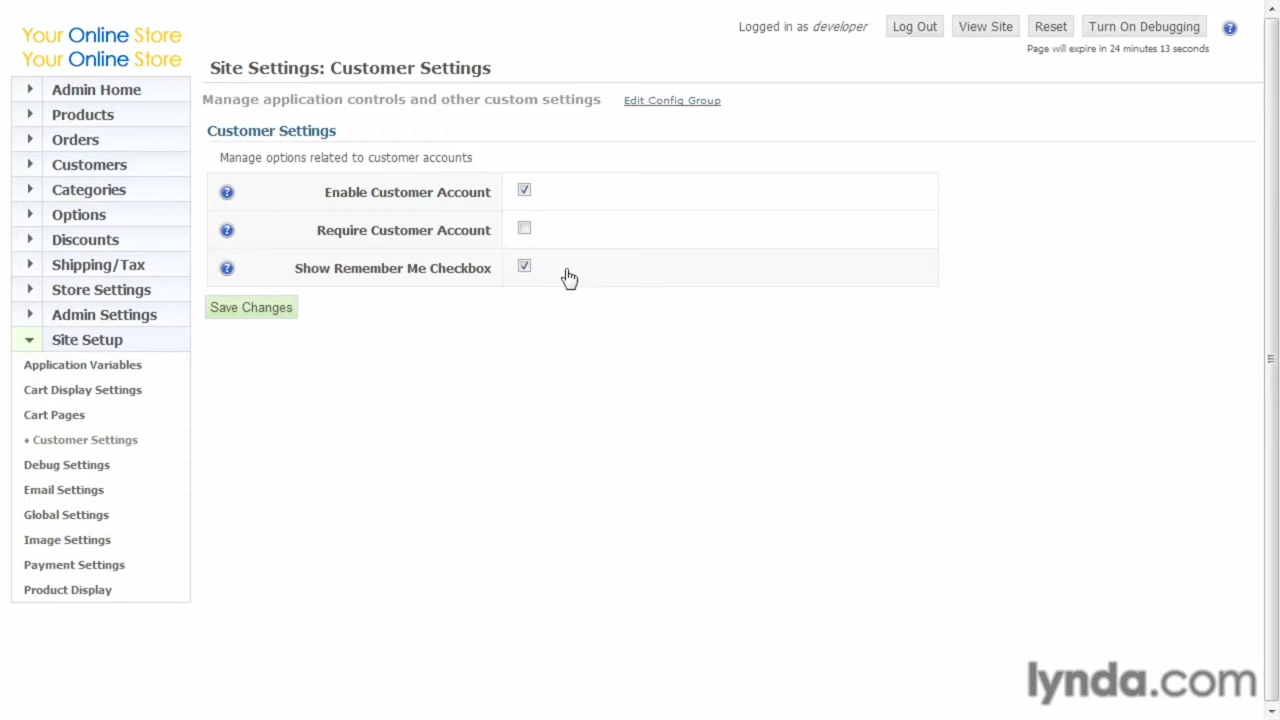 Your Online Store
Your Online Store
Logged in as developer
Log Out
View Site
Reset
Turn On Debugging
Page will expire in 24 minutes 13 seconds
Site Settings: Customer Settings
Manage application controls and other custom settings
Edit Config Group
Admin Home
Products
Orders
Customers
Categories
Options
Discounts
Shipping/Tax
Store Settings
Admin Settings
Site Setup
Application Variables
Cart Display Settings
Cart Pages
Customer Settings
Debug Settings
Email Settings
Global Settings
Image Settings
Payment Settings
Product Display
Customer Settings
Manage options related to customer accounts
? Enable Customer Account
? Require Customer Account
? Show Remember Me Checkbox
Save Changes
lynda.com